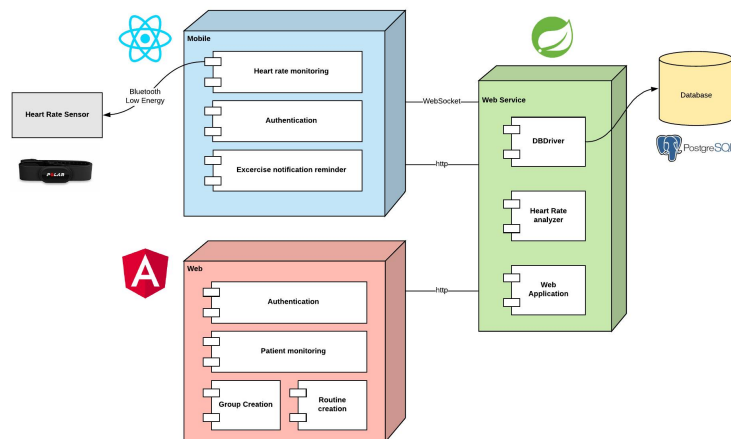 Mobile
Heart rate monitoring
Bluetooth
Low Energy
Heart Rate Sensor
Authentication
Excercise notification reminder
WebSocket
http
Web Service
DBDriver
Database
PostgreSQL
Heart Rate
analyzer
Web
Application
POLAR
Web
Authentication
http
Patient monitoring
Group Creation
Routine
creation